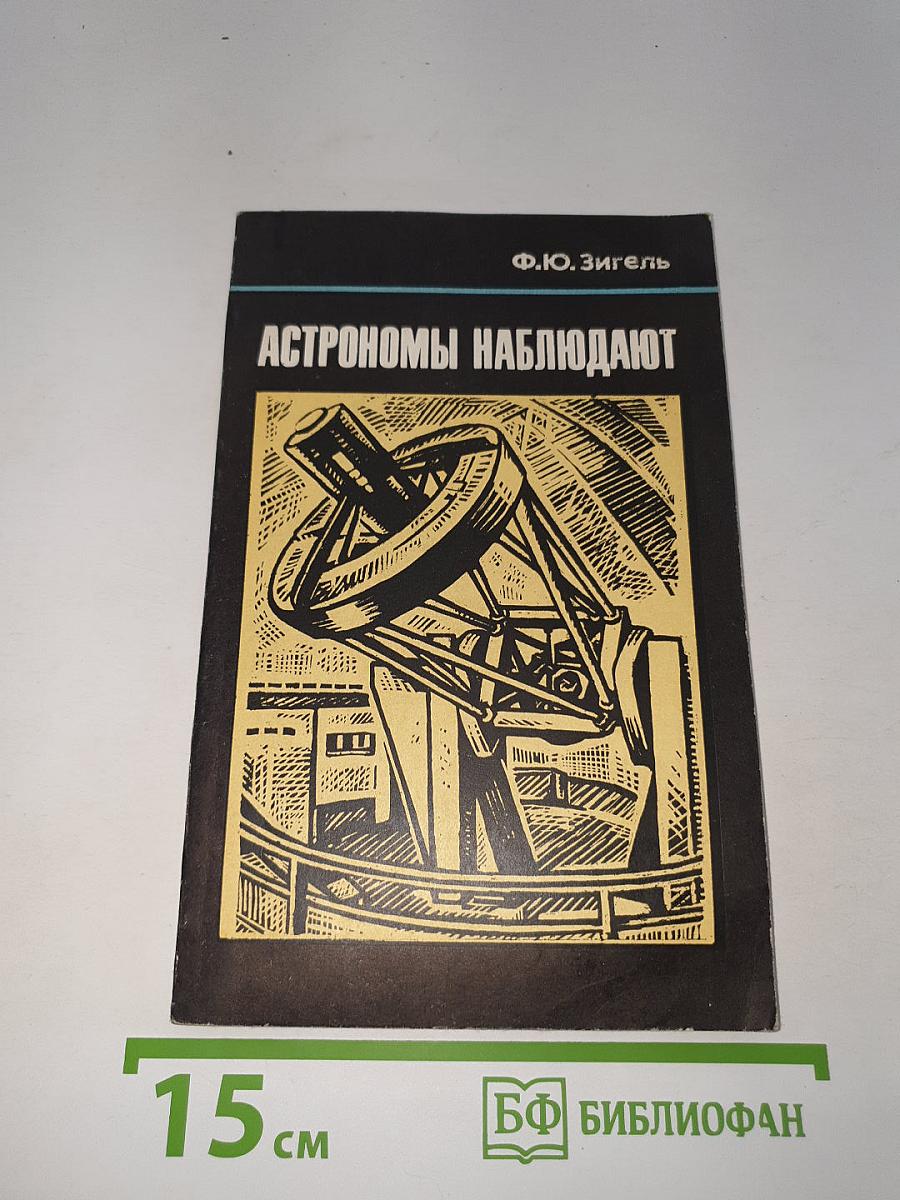 Ф.Ю.Зигель
АСТРОНОМЫ НАБЛЮДАЮТ
15 см
БФ БИБЛИОФАН